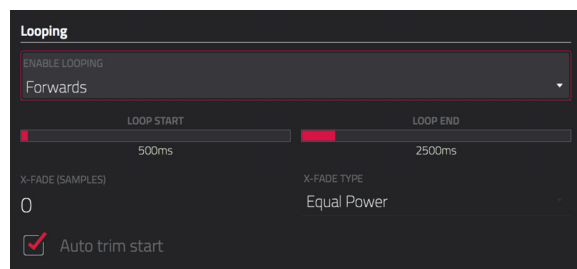 Looping
ENABLE LOOPING
Forwards
LOOP START
LOOP END
500ms
2500ms
X-FADE (SAMPLES)
X-FADE TYPE
0
Equal Power
Auto trim start